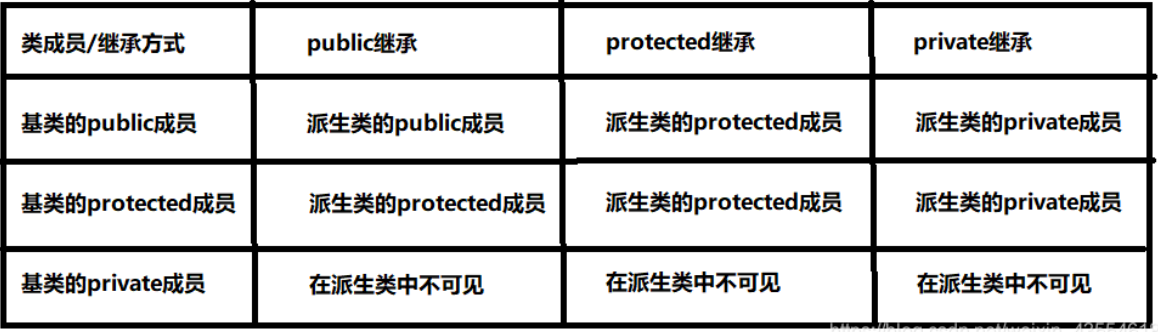 类成员/继承方式 public继承 protected继承 private继承
基类的public成员 派生类的public成员 派生类的protected成员 派生类的private成员
基类的protected成员 派生类的protected成员 派生类的protected成员 派生类的private成员
基类的private成员 在派生类中不可见 在派生类中不可见 在派生类中不可见